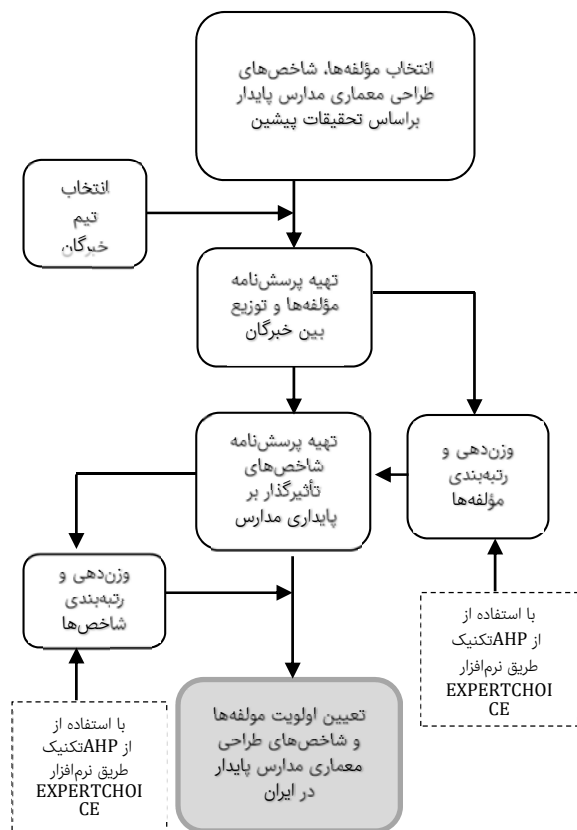 انتخاب مؤلفه‌ها، شاخص‌های
طراحی معماری مدارس پایدار
براساس تحقیقات پیشین
انتخاب
تیم
خبرگان
تهیه پرسش‌نامه
مؤلفه‌ها و توزیع
بین خبرگان
تهیه پرسش‌نامه
شاخص‌های
تأثیرگذار بر
پایداری مدارس
وزن‌دهی و
رتبه‌بندی
مؤلفه‌ها
وزن‌دهی و
رتبه‌بندی
شاخص‌ها
با استفاده از
تکنیکAHP از
طریق نرم‌افزار
EXPERTCHOI
CE
تعیین اولویت مولفه‌ها
و شاخص‌های طراحی
معماری مدارس پایدار
در ایران
با استفاده از
تکنیکAHP از
طریق نرم‌افزار
EXPERTCHOI
CE